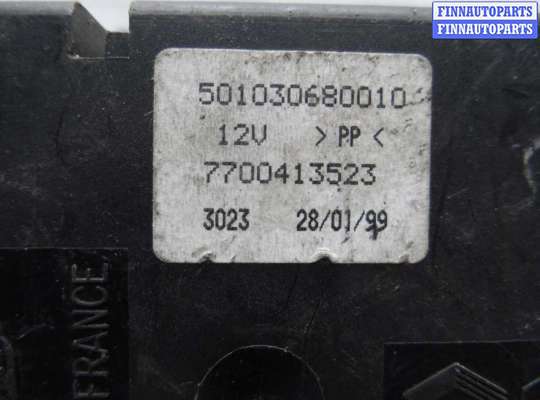 FINNAUTOPARTS
FINNAUTOPARTS
501030680010
12V >PP<
7700413523
3023 28/01/99
FRANCE